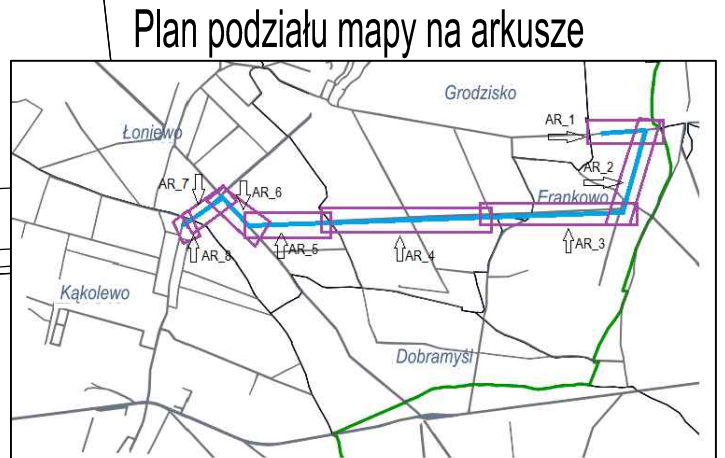 Plan podziału mapy na arkusze
Grodzisko
AR_1
Łoniewo
AR_2
AR_7
AR_6
Frankowo
AR_5
AR_8
AR_4
AR_3
Kąkolewo
Dobramyśl